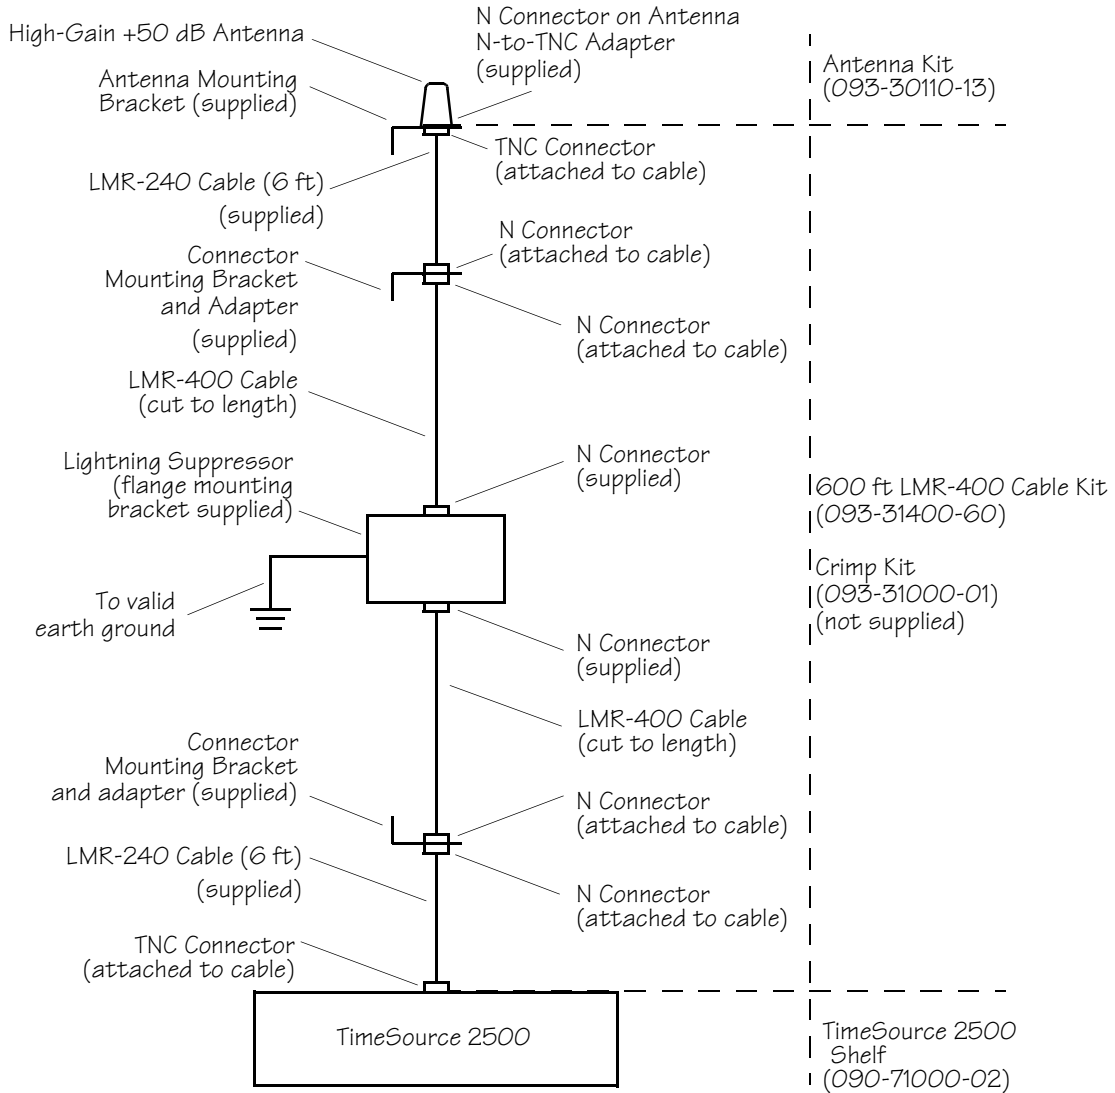 High-Gain +50 dB Antenna
N Connector on Antenna
N-to-TNC Adapter
(supplied)
Antenna Kit
(093-30110-13)
Antenna Mounting
Bracket (supplied)
TNC Connector
(attached to cable)
LMR-240 Cable (6 ft)
(supplied)
N Connector
(attached to cable)
Connector
Mounting Bracket
and Adapter
(supplied)
N Connector
(attached to cable)
LMR-400 Cable
(cut to length)
Lightning Suppressor
(flange mounting
bracket supplied)
N Connector
(supplied)
600 ft LMR-400 Cable Kit
(093-31400-60)
Crimp Kit
(093-31000-01)
(not supplied)
To valid
earth ground
N Connector
(supplied)
LMR-400 Cable
(cut to length)
Connector
Mounting Bracket
and adapter (supplied)
N Connector
(attached to cable)
LMR-240 Cable (6 ft)
(supplied)
N Connector
(attached to cable)
TNC Connector
(attached to cable)
TimeSource 2500
TimeSource 2500
Shelf
(090-71000-02)